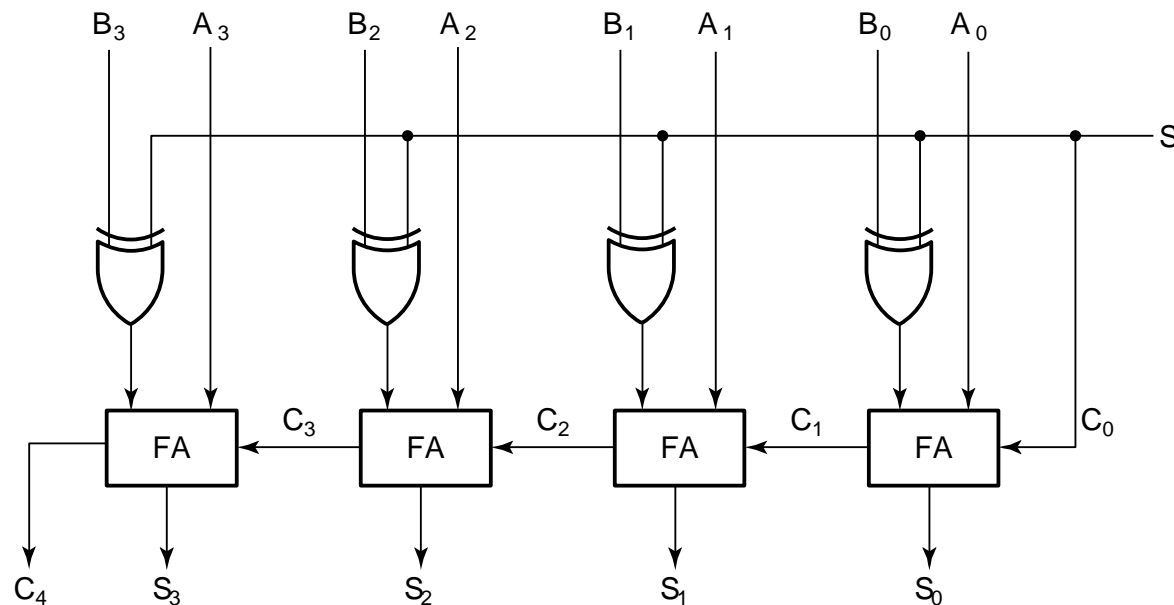 B3 A3 B2 A2 B1 A1 B0 A0
S
C3 C2 C1 C0
FA FA FA FA
C4 S3 S2 S1 S0